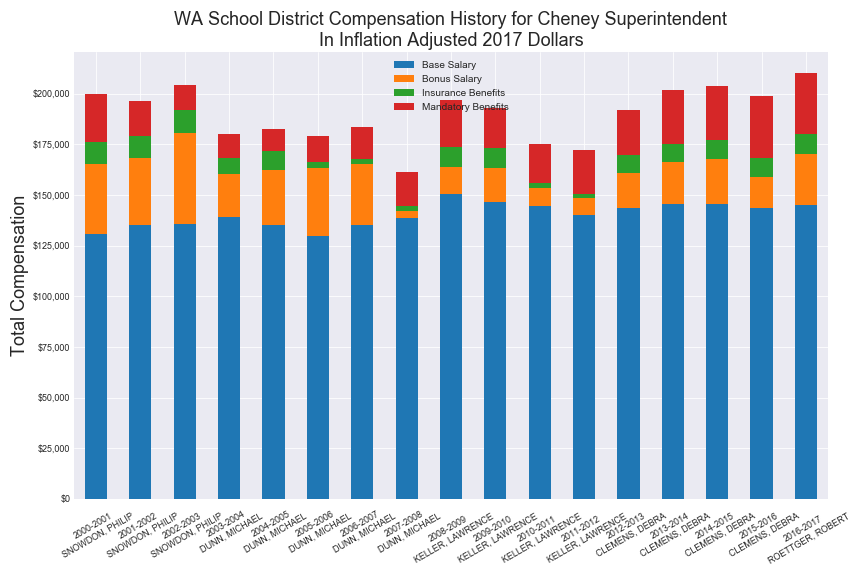 WA School District Compensation History for Cheney Superintendent
In Inflation Adjusted 2017 Dollars
Base Salary
Bonus Salary
Insurance Benefits
Mandatory Benefits
Total Compensation
$200,000
$175,000
$150,000
$125,000
$100,000
$75,000
$50,000
$25,000
$0
2000-2001
SNOWDON, PHILIP
2001-2002
SNOWDON, PHILIP
2002-2003
SNOWDON, PHILIP
2003-2004
DUNN, MICHAEL
2004-2005
DUNN, MICHAEL
2005-2006
DUNN, MICHAEL
2006-2007
DUNN, MICHAEL
2007-2008
DUNN, MICHAEL
2008-2009
KELLER, LAWRENCE
2009-2010
KELLER, LAWRENCE
2010-2011
KELLER, LAWRENCE
2011-2012
KELLER, LAWRENCE
2012-2013
CLEMENS, DEBRA
2013-2014
CLEMENS, DEBRA
2014-2015
CLEMENS, DEBRA
2015-2016
CLEMENS, DEBRA
2016-2017
ROETTGER, ROBERT